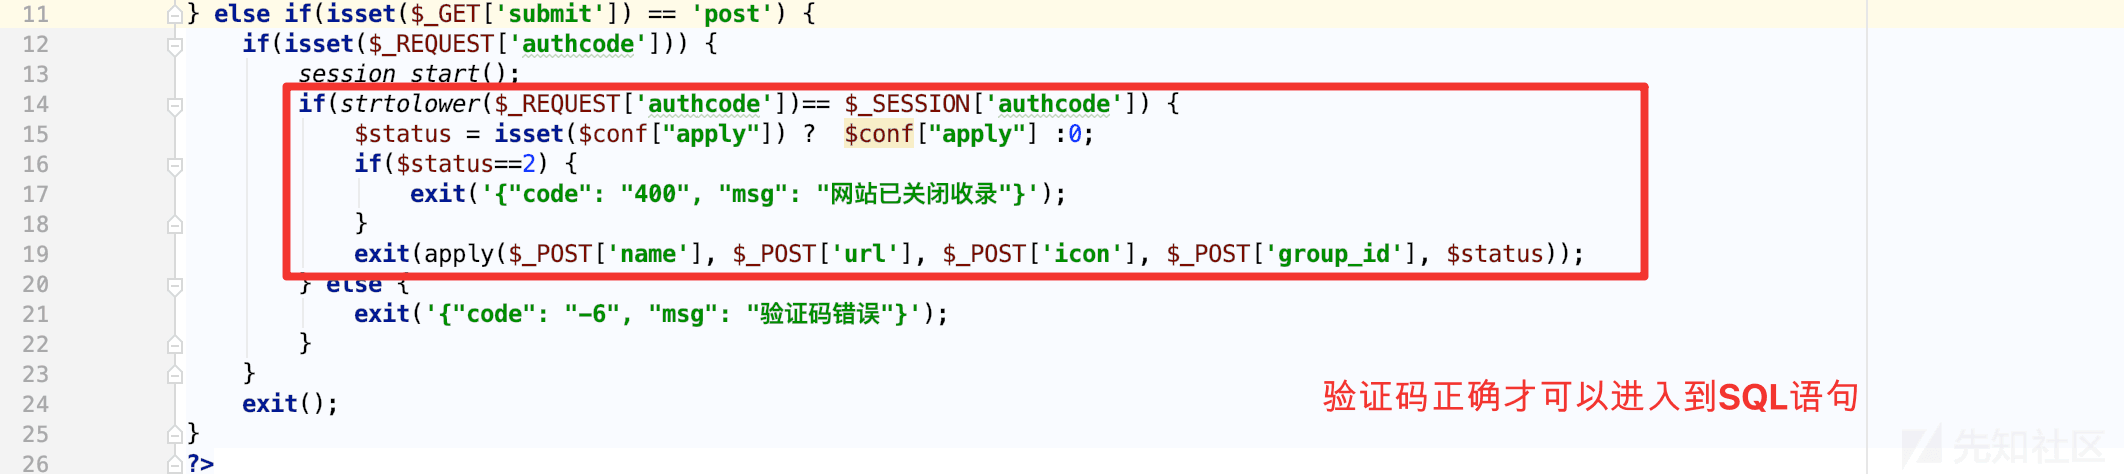 11 } else if(isset($_GET['submit']) == 'post') {
12 if(isset($_REQUEST['authcode'])) {
13 session_start();
14 if(strtolower($_REQUEST['authcode'])== $_SESSION['authcode']) {
15 $status = isset($conf["apply"]) ?  $conf["apply"] :0;
16 if($status==2) {
17 exit('{"code": "400", "msg": "网站已关闭收录"}');
18 }
19 exit(apply($_POST['name'], $_POST['url'], $_POST['icon'], $_POST['group_id'], $status));
20 } else {
21 exit('{"code": "-6", "msg": "验证码错误"}');
22 }
23 }
24 exit();
25 }
26 ?>
验证码正确才可以进入到SQL语句
先知社区